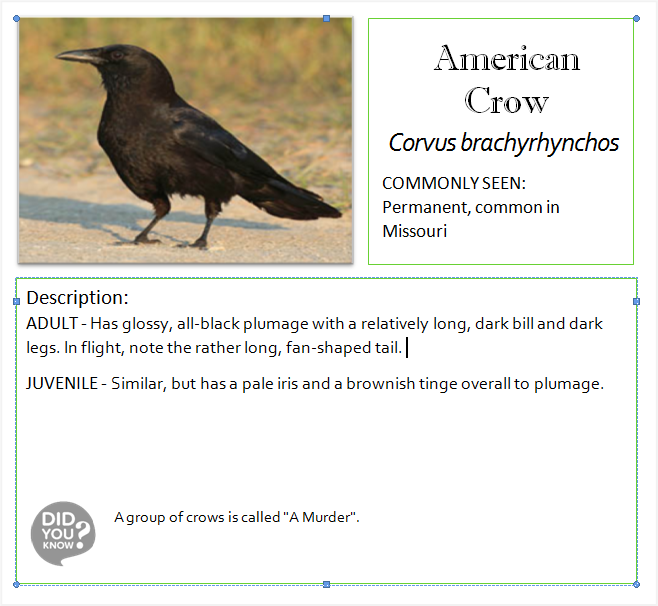 American
Crow
Corvus brachyrhynchos
COMMONLY SEEN:
Permanent, common in
Missouri
Description:
ADULT - Has glossy, all-black plumage with a relatively long, dark bill and dark
legs. In flight, note the rather long, fan-shaped tail.
JUVENILE - Similar, but has a pale iris and a brownish tinge overall to plumage.
DID
YOU
KNOW ?
A group of crows is called "A Murder".